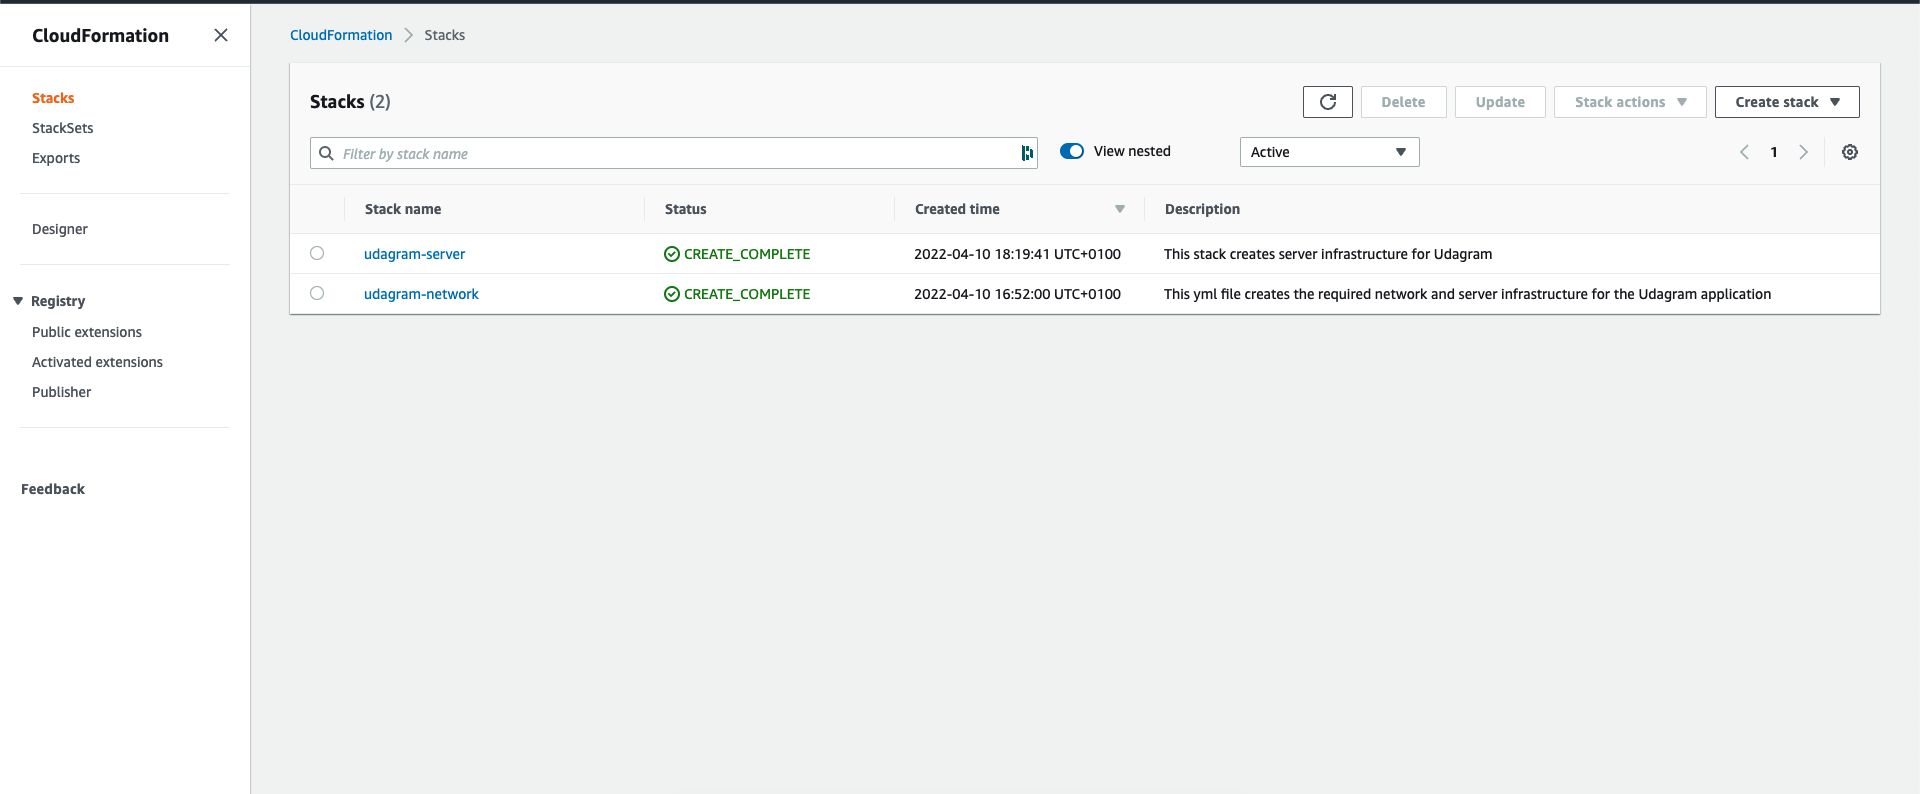 CloudFormation
Stacks
StackSets
Exports
Designer
Registry
Public extensions
Activated extensions
Publisher
Feedback
CloudFormation Stacks
Stacks (2)
Delete Update Stack actions Create stack
Filter by stack name View nested Active 1
Stack name Status Created time Description
udagram-server CREATE_COMPLETE 2022-04-10 18:19:41 UTC+0100 This stack creates server infrastructure for Udagram
udagram-network CREATE_COMPLETE 2022-04-10 16:52:00 UTC+0100 This yml file creates the required network and server infrastructure for the Udagram application